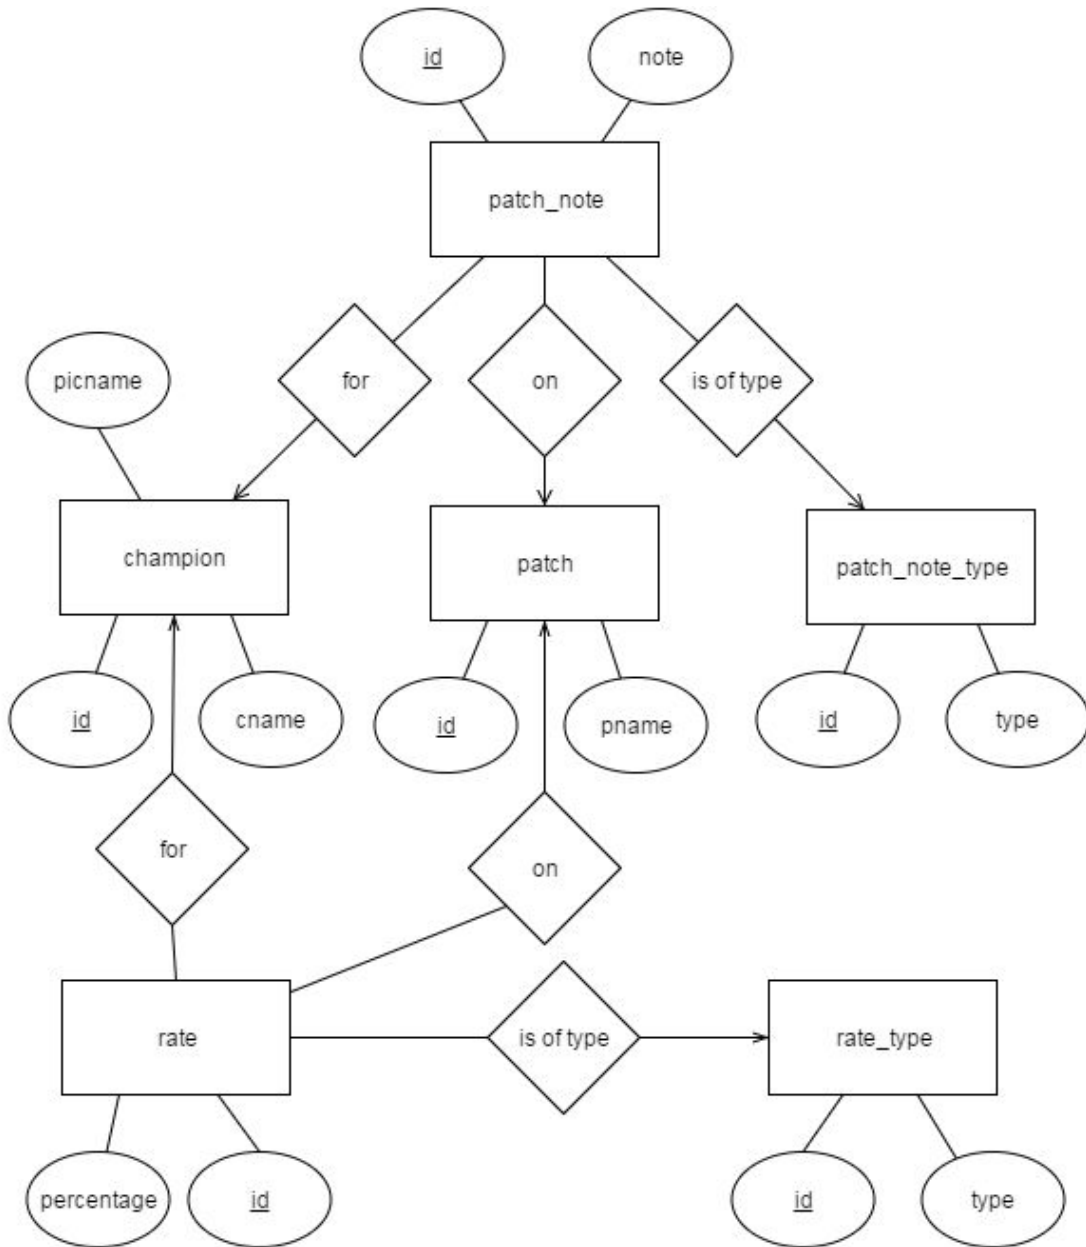 id
note
patch_note
picname
for
on
is of type
champion
patch
patch_note_type
id
cname
id
pname
id
type
for
on
rate
is of type
rate_type
percentage
id
id
type